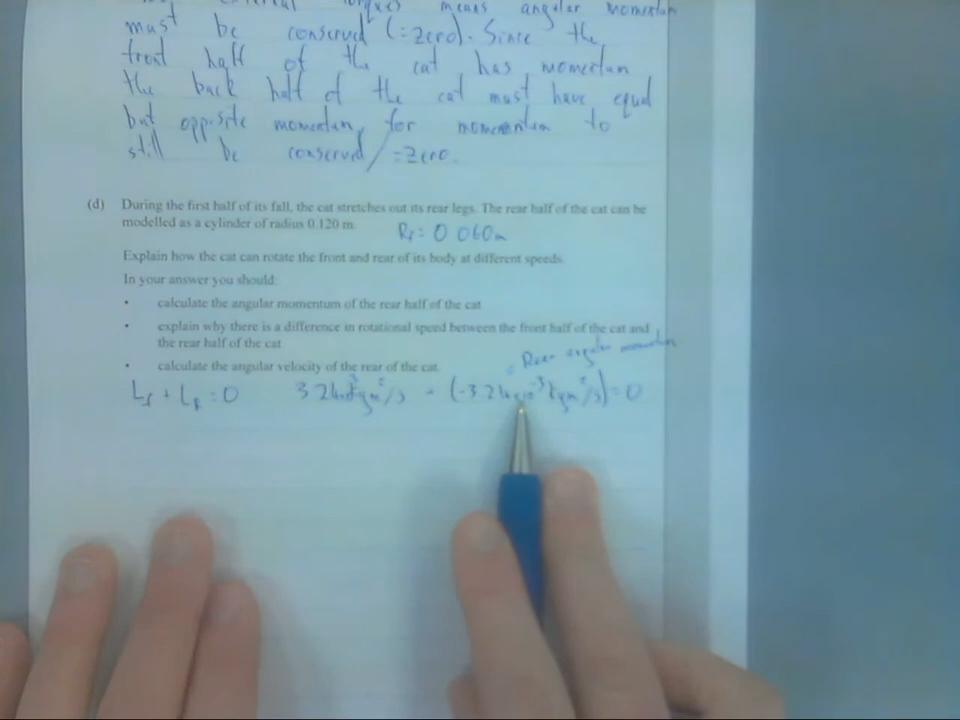 external torques means angular momentum
must be conserved (=zero). Since the
front half of the cat has momentum
the back half of the cat must have equal
but opposite momentum, for momentum to
still be conserved/=zero.
(d) During the first half of its fall, the cat stretches out its rear legs. The rear half of the cat can be
modelled as a cylinder of radius 0.120 m.
= 0.060m
Explain how the cat can rotate the front and rear of its body at different speeds.
In your answer you should:
• calculate the angular momentum of the rear half of the cat
• explain why there is a difference in rotational speed between the front half of the cat and
the rear half of the cat
• calculate the angular velocity of the rear of the cat.
Rear angular momentum
= 0